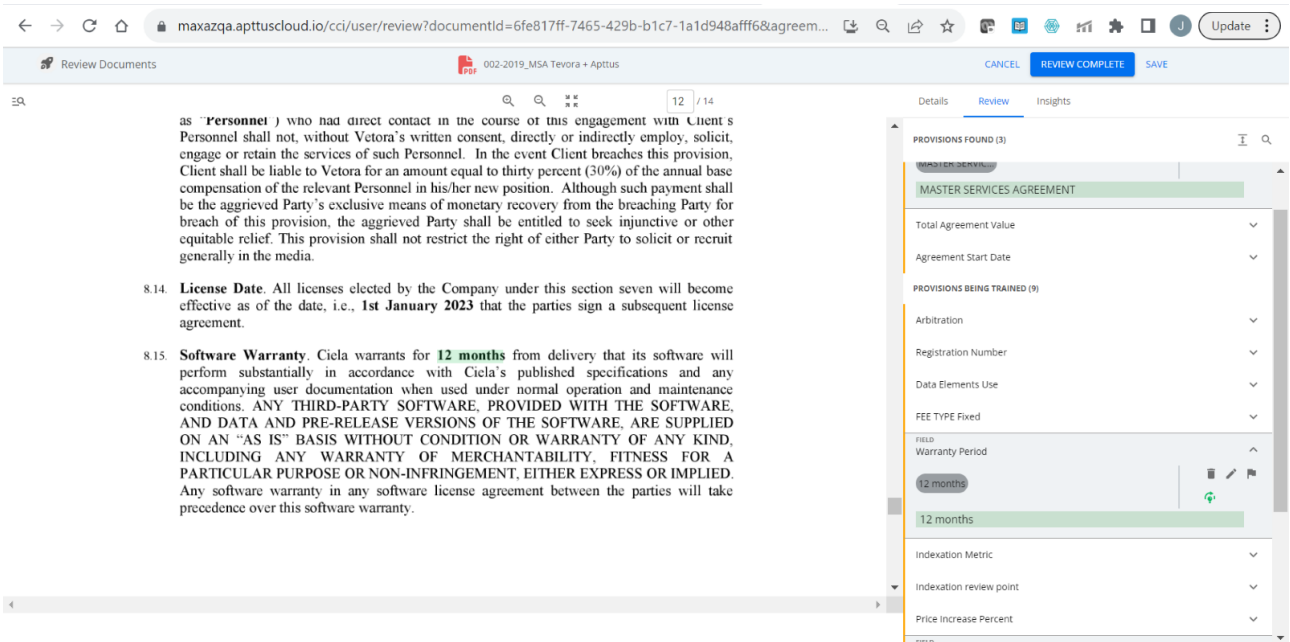 maxazqa.apttuscloud.io/cci/user/review?documentId=6fe817ff-7465-429b-b1c7-1a1d948afff6&agreem...
J
Update
Review Documents
PDF
002-2019_MSA Tevora + Apttus
CANCEL
REVIEW COMPLETE
SAVE
12 / 14
as "Personnel") who had direct contact in the course of this engagement with Client's
Personnel shall not, without Vetora's written consent, directly or indirectly employ, solicit,
engage or retain the services of such Personnel. In the event Client breaches this provision,
Client shall be liable to Vetora for an amount equal to thirty percent (30%) of the annual base
compensation of the relevant Personnel in his/her new position. Although such payment shall
be the aggrieved Party's exclusive means of monetary recovery from the breaching Party for
breach of this provision, the aggrieved Party shall be entitled to seek injunctive or other
equitable relief. This provision shall not restrict the right of either Party to solicit or recruit
generally in the media.
8.14. License Date. All licenses elected by the Company under this section seven will become
effective as of the date, i.e., 1st January 2023 that the parties sign a subsequent license
agreement.
8.15. Software Warranty. Ciela warrants for 12 months from delivery that its software will
perform substantially in accordance with Ciela's published specifications and any
accompanying user documentation when used under normal operation and maintenance
conditions. ANY THIRD-PARTY SOFTWARE, PROVIDED WITH THE SOFTWARE,
AND DATA AND PRE-RELEASE VERSIONS OF THE SOFTWARE, ARE SUPPLIED
ON AN "AS IS" BASIS WITHOUT CONDITION OR WARRANTY OF ANY KIND,
INCLUDING ANY WARRANTY OF MERCHANTABILITY, FITNESS FOR A
PARTICULAR PURPOSE OR NON-INFRINGEMENT, EITHER EXPRESS OR IMPLIED.
Any software warranty in any software license agreement between the parties will take
precedence over this software warranty.
Details
Review
Insights
PROVISIONS FOUND (3)
MASTER SERVIC...
MASTER SERVICES AGREEMENT
Total Agreement Value
Agreement Start Date
PROVISIONS BEING TRAINED (9)
Arbitration
Registration Number
Data Elements Use
FEE TYPE Fixed
FIELD
Warranty Period
12 months
12 months
Indexation Metric
Indexation review point
Price Increase Percent
FIELD